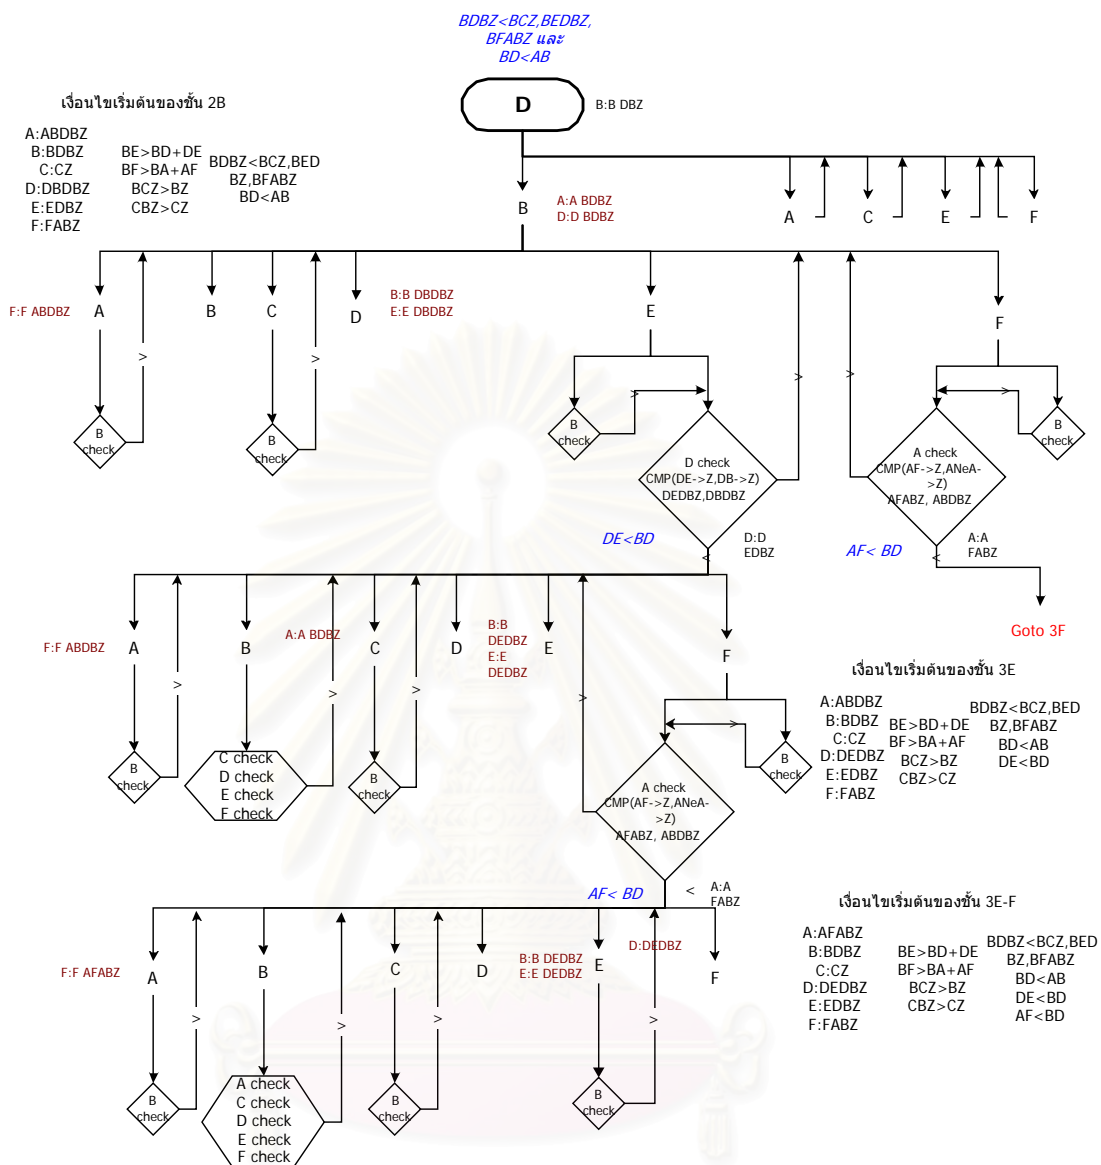 BDBZ<BCZ,BEDBZ,
BFABZ และ
BD<AB
D
B:B DBZ
เงื่อนไขเริ่มต้นของชั้น 2B
A:ABDBZ
B:BDBZ
C:CZ
D:DBDBZ
E:EDBZ
F:FABZ
BE>BD+DE
BF>BA+AF
BCZ>BZ
CBZ>CZ
BDBZ<BCZ,BED
BZ,BFABZ
BD<AB
B
A:A BDBZ
D:D BDBZ
A
C
E
F
F:F ABDBZ
A
B
C
D
B:B DBDBZ
E:E DBDBZ
E
F
>
>
>
>
>
>
B
check
B
check
B
check
D check
CMP(DE->Z,DB->Z)
DEDBZ,DBDBZ
A check
CMP(AF->Z,ANeA-
>Z)
AFABZ, ABDBZ
B
check
DE<BD
<
D:D
EDBZ
AF< BD
<
A:A
FABZ
Goto 3F
F:F ABDBZ
A
B
A:A BDBZ
C
D
B:B
DEDBZ
E:E
DEDBZ
E
F
>
>
>
>
>
B
check
C check
D check
E check
F check
B
check
A check
CMP(AF->Z,ANeA-
>Z)
AFABZ, ABDBZ
B
check
เงื่อนไขเริ่มต้นของชั้น 3E
A:ABDBZ
B:BDBZ
C:CZ
D:DEDBZ
E:EDBZ
F:FABZ
BE>BD+DE
BF>BA+AF
BCZ>BZ
CBZ>CZ
BDBZ<BCZ,BED
BZ,BFABZ
BD<AB
DE<BD
AF< BD
<
A:A
FABZ
F:F AFABZ
A
B
C
D
B:B DEDBZ
E:E DEDBZ
E
D:DEDBZ
F
>
>
>
>
B
check
A check
C check
D check
E check
F check
B
check
B
check
เงื่อนไขเริ่มต้นของชั้น 3E-F
A:AFABZ
B:BDBZ
C:CZ
D:DEDBZ
E:EDBZ
F:FABZ
BE>BD+DE
BF>BA+AF
BCZ>BZ
CBZ>CZ
BDBZ<BCZ,BED
BZ,BFABZ
BD<AB
DE<BD
AF<BD